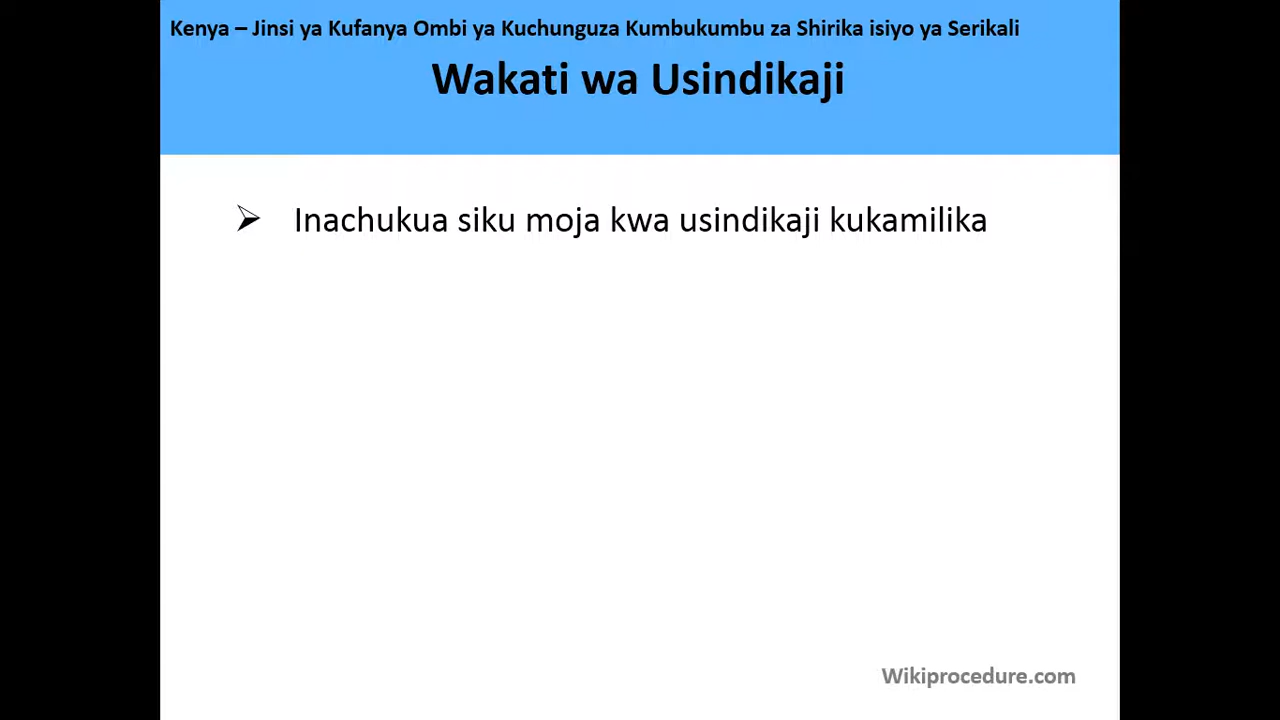 Kenya – Jinsi ya Kufanya Ombi ya Kuchunguza Kumbukumbu za Shirika isiyo ya Serikali
Wakati wa Usindikaji
➢ Inachukua siku moja kwa usindikaji kukamilika
Wikiprocedure.com